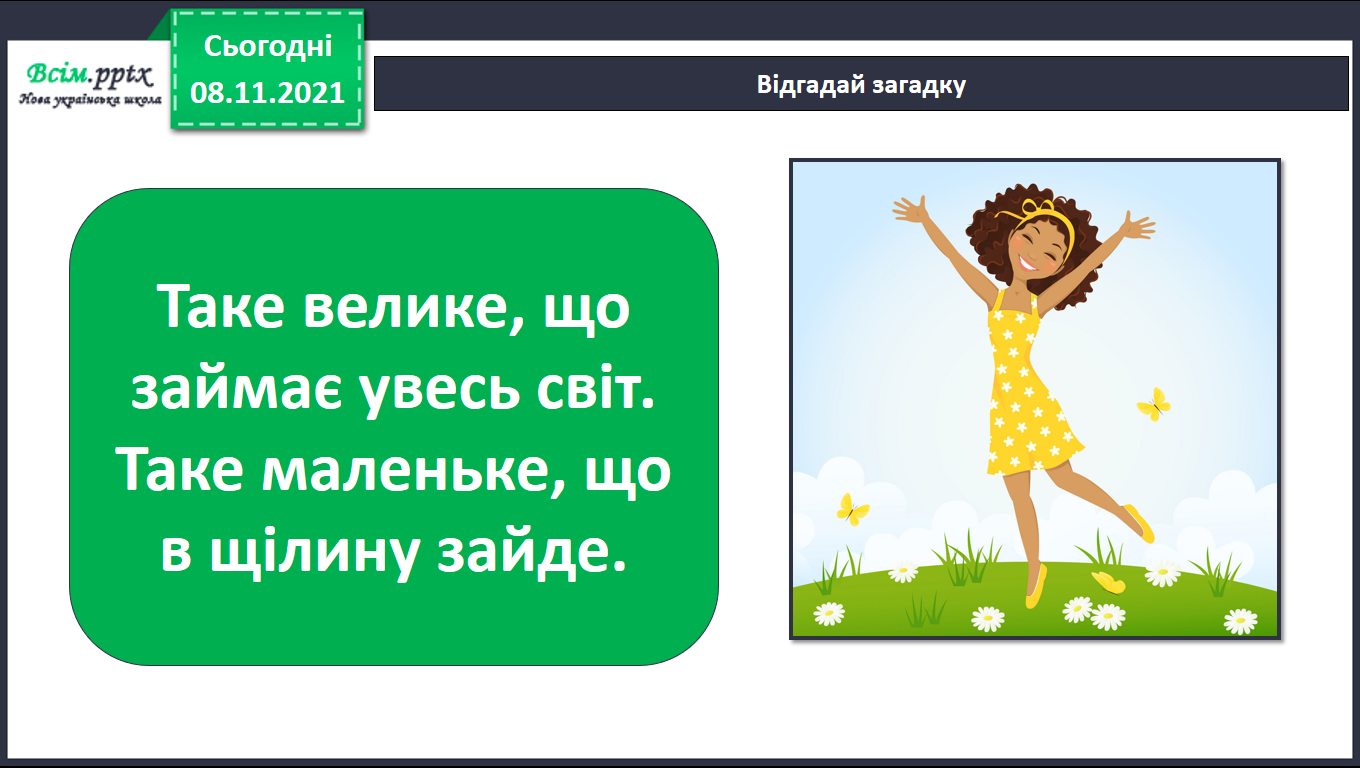 Всім.pptx
Нова українська школа
Сьогодні
08.11.2021
Відгадай загадку
Таке велике, що
займає увесь світ.
Таке маленьке, що
в щілину зайде.